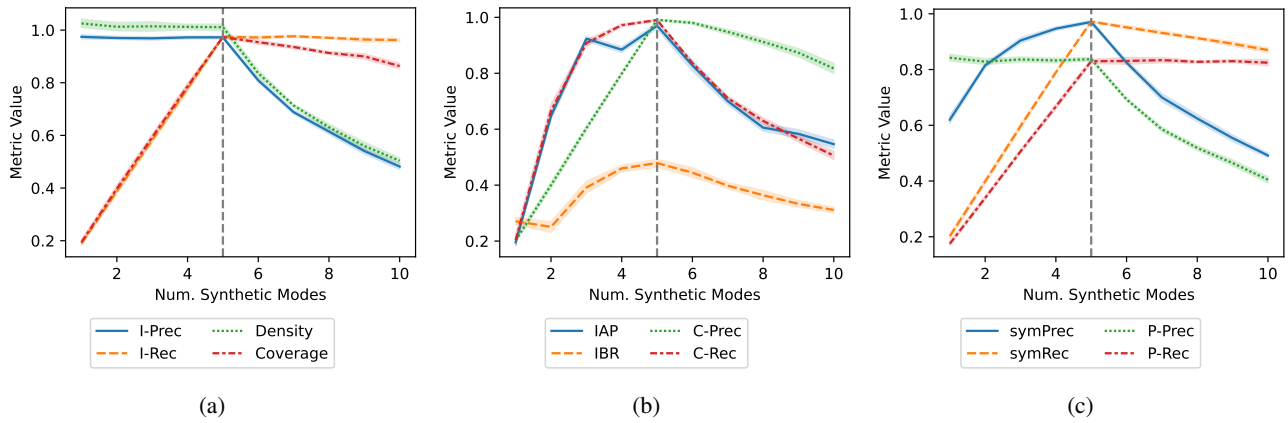 Metric Value
1.0
0.8
0.6
0.4
0.2
2 4 6 8 10
Num. Synthetic Modes
I-Prec Density
I-Rec Coverage
(a)
Metric Value
1.0
0.8
0.6
0.4
0.2
2 4 6 8 10
Num. Synthetic Modes
IAP C-Prec
IBR C-Rec
(b)
Metric Value
1.0
0.8
0.6
0.4
0.2
2 4 6 8 10
Num. Synthetic Modes
symPrec P-Prec
symRec P-Rec
(c)